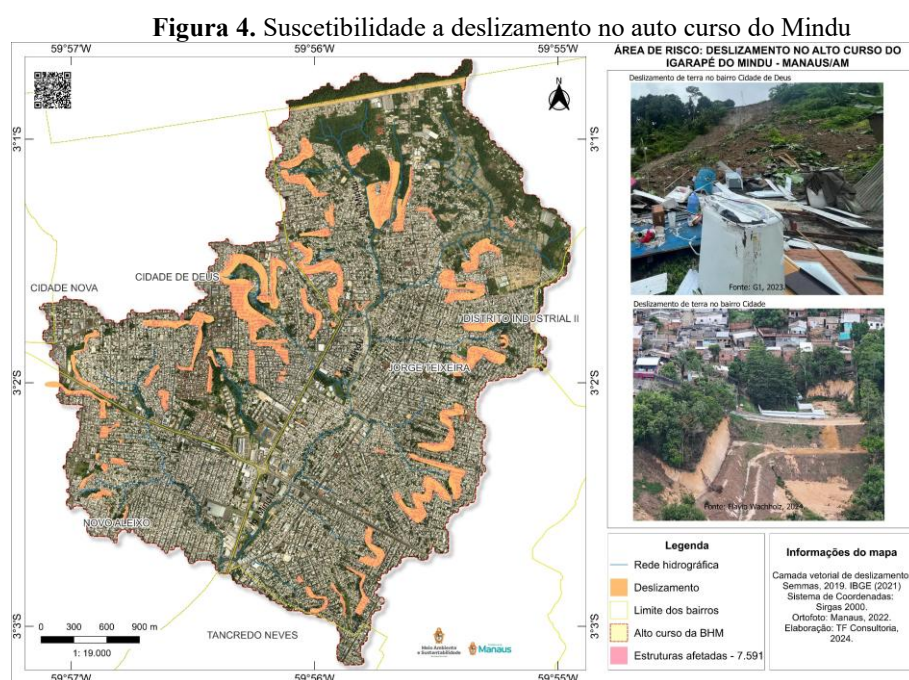 Figura 4. Suscetibilidade a deslizamento no auto curso do Mindu
59°57'W
59°56'W
59°55'W
3°1'S
3°2'S
3°3'S
N
CIDADE DE DEUS
CIDADE NOVA
DISTRITO INDUSTRIAL II
JORGE TEIXEIRA
NOVO ALEIXO
TANCREDO NEVES
0 300 600 900 m
1: 19.000
Meio Ambiente
e Sustentabilidade
Manaus
3°1'S
3°2'S
3°3'S
59°57'W
59°56'W
59°55'W
ÁREA DE RISCO: DESLIZAMENTO NO ALTO CURSO DO
IGARAPÉ DO MINDU - MANAUS/AM
Deslizamento de terra no bairro Cidade de Deus
Fonte: G1, 2023.
Deslizamento de terra no bairro Cidade
Fonte: Flávio Wachholz, 2024.
Legenda
Rede hidrográfica
Deslizamento
Limite dos bairros
Alto curso da BHM
Estruturas afetadas - 7.591
Informações do mapa
Camada vetorial de deslizamento
Semmas, 2019. IBGE (2021)
Sistema de Coordenadas:
Sirgas 2000.
Ortofoto: Manaus, 2022.
Elaboração: TF Consultoria,
2024.